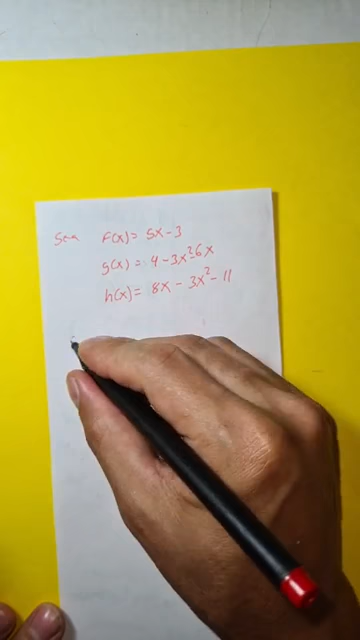 Sea f(x) = 5x - 3
g(x) = 4 - 3x² - 6x
h(x) = 8x - 3x² - 11